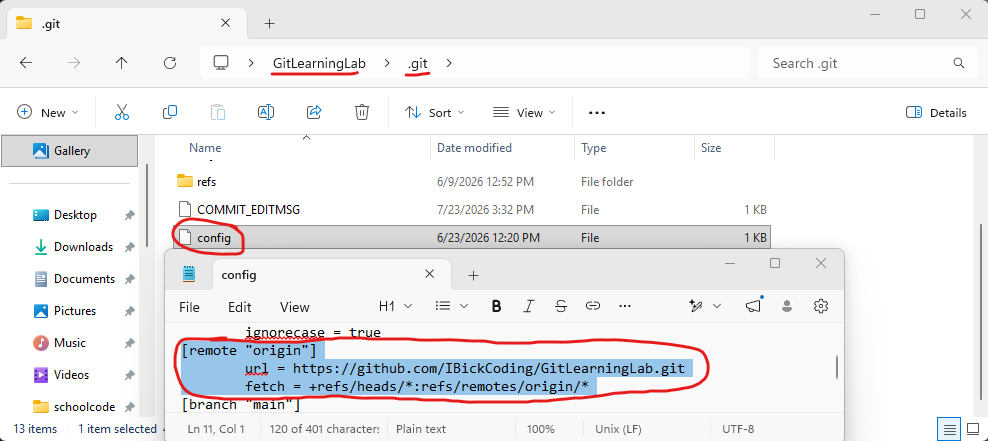 .git
GitLearningLab
.git
Search .git
New
Sort
View
Details
Gallery
Desktop
Downloads
Documents
Pictures
Music
Videos
schoolcode
Name Date modified Type Size
refs 6/9/2026 12:52 PM File folder
COMMIT_EDITMSG 7/23/2026 3:32 PM File 1 KB
config 6/23/2026 12:20 PM File 1 KB
config
File Edit View H1 B I S
ignorecase = true
[remote "origin"]
url = https://github.com/IBickCoding/GitLearningLab.git
fetch = +refs/heads/*:refs/remotes/origin/*
[branch "main"]
Ln 11, Col 1 120 of 401 characters Plain text 100% Unix (LF) UTF-8
13 items 1 item selected